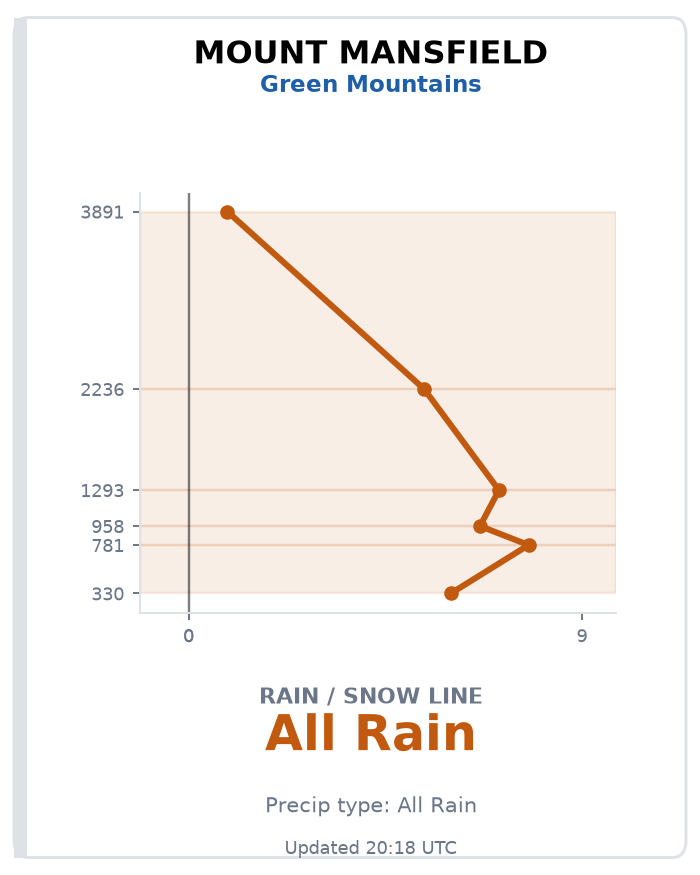 MOUNT MANSFIELD
Green Mountains
3891
2236
1293
958
781
330
0
9
RAIN / SNOW LINE
All Rain
Precip type: All Rain
Updated 20:18 UTC